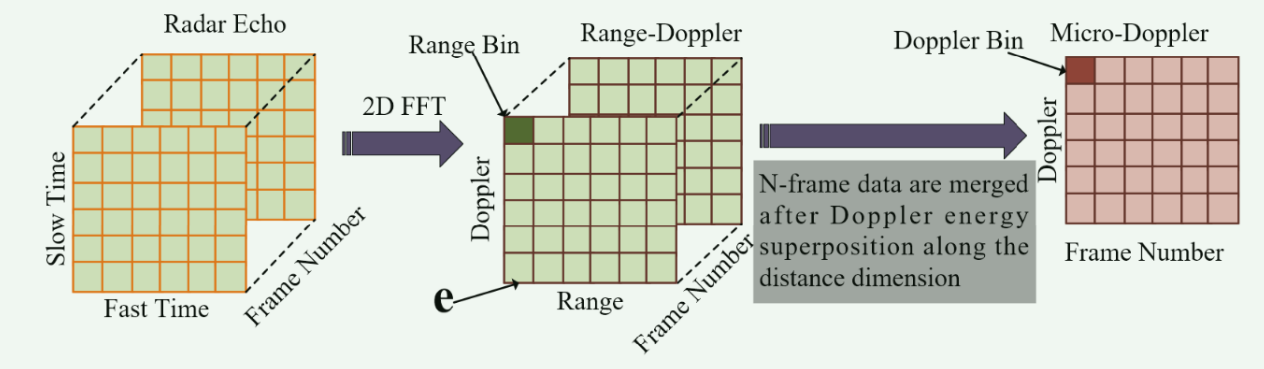 Radar Echo
Slow Time
Fast Time
Frame Number
2D FFT
Range Bin
Range-Doppler
Doppler
e
Range
Frame Number
N-frame data are merged
after Doppler energy
superposition along the
distance dimension
Doppler Bin
Micro-Doppler
Doppler
Frame Number